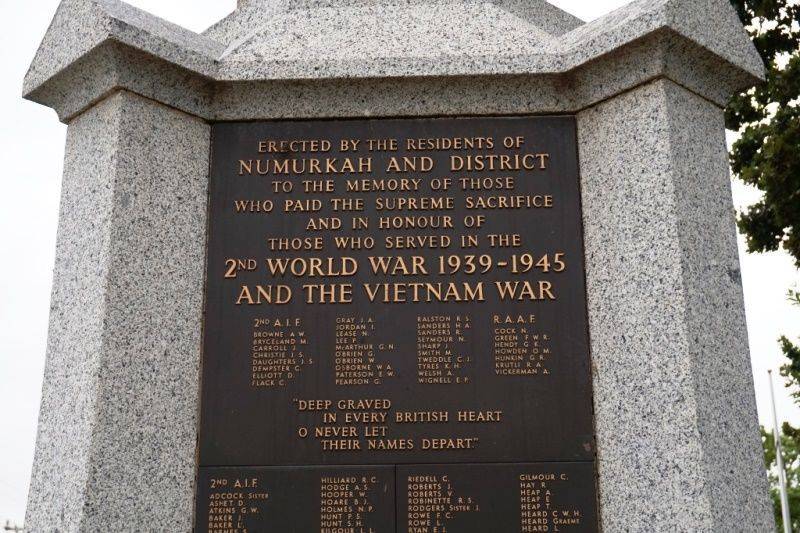 ERECTED BY THE RESIDENTS OF
NUMURKAH AND DISTRICT
TO THE MEMORY OF THOSE
WHO PAID THE SUPREME SACRIFICE
AND IN HONOUR OF
THOSE WHO SERVED IN THE
2ND WORLD WAR 1939-1945
AND THE VIETNAM WAR
2ND A.I.F.
BROWNE A.W.
BRYCELAND M.
CARROLL J.
CHRISTIE J.S.
DAUGHTERS J.S.
DEMPSTER C.
ELLIOTT D.
FLACK C.
GRAY J.A.
JORDAN I.
LEASE N.
LEE P.
McARTHUR G.N.
O'BRIEN G.
O'BRIEN W.
OSBORNE W.A.
PATERSON E.W.
PEARSON G.
RALSTON R.S.
SANDERS H.A.
SANDERS R.
SEYMOUR N.
SHARP J.
SMITH M.
TWEDDLE C.J.
TYRES K.H.
WELSH A.
WIGNELL E.P.
R.A.A.F.
COCK N.
GREEN F.W.R.
HENDY G.K.
HOWDEN O.M.
HUNKIN G.R.
KRUTLI R.A.
VICKERMAN A.
"DEEP GRAVED
IN EVERY BRITISH HEART
O NEVER LET
THEIR NAMES DEPART."
2ND A.I.F.
ADCOCK SISTER
ASHET D.
ATKINS G.W.
BAKER J.
BAKER L.
BARNES S.
HILLIARD R.C.
HODGE A.S.
HOOPER W.
HOARE B.J.
HOLMES N.P.
HUNT P.S.
HUNT S.H.
KILGOUR L.L.
RIEDELL C.
ROBERTS J.
ROBERTS V.
ROBINETTE R.S.
RODGERS SISTER J.
ROWE F.C.
ROWE L.
RYAN E.J.
GILMOUR C.
HAY R.
HEAP A.
HEAP E.
HEAP T.
HEARD C.W.H.
HEARD GRAEME
HEARD L.